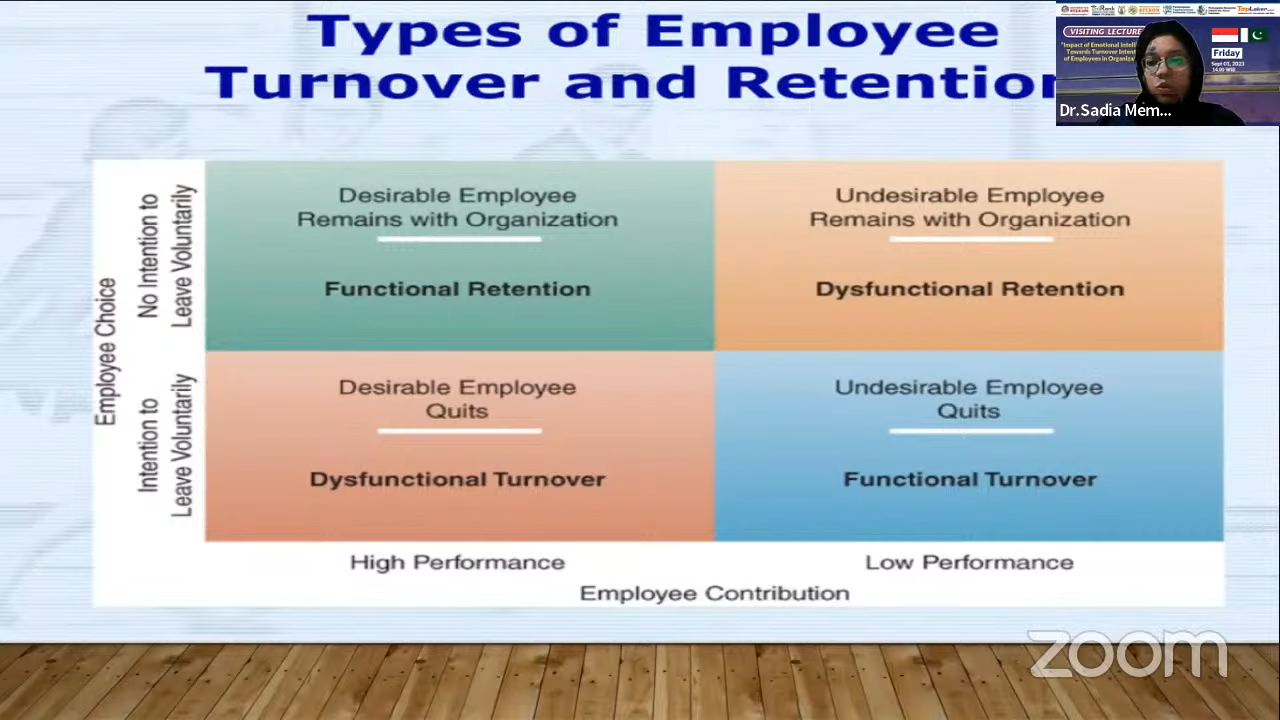 Types of Employee
Turnover and Retention
VISITING LECTURE
"Impact of Emotional
Towards Turnover
of Employees in
Friday
Sept 01, 2023
14.00 WIB
Dr.Sadia Mem...
Employee Choice
No Intention to
Leave Voluntarily
Desirable Employee
Remains with Organization
Functional Retention
Undesirable Employee
Remains with Organization
Dysfunctional Retention
Intention to
Leave Voluntarily
Desirable Employee
Quits
Dysfunctional Turnover
Undesirable Employee
Quits
Functional Turnover
High Performance
Low Performance
Employee Contribution
zoom